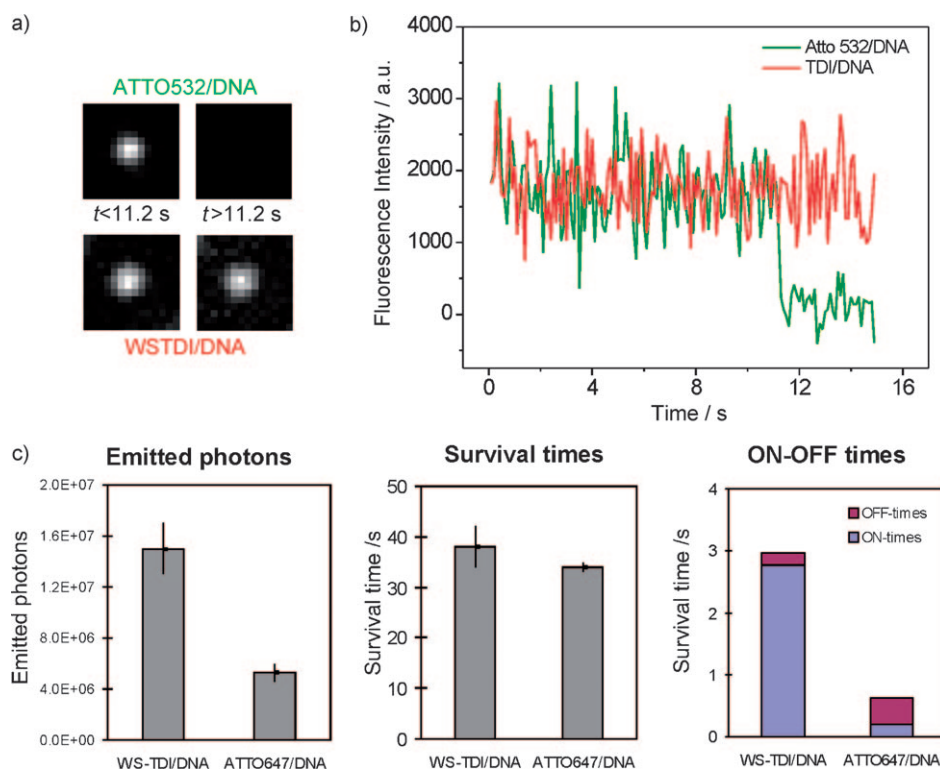 a)
ATTO532/DNA
t<11.2 s t>11.2 s
WSTDI/DNA
b)
Fluorescence Intensity / a.u.
4000
3000
2000
1000
0
Atto 532/DNA
TDI/DNA
0 4 8 12 16
Time / s
c)
Emitted photons
Emitted photons
2.0E+07
1.6E+07
1.2E+07
8.0E+06
4.0E+06
0.0E+00
WS-TDI/DNA ATTO647/DNA
Survival times
Survival time /s
50
40
30
20
10
0
WS-TDI/DNA ATTO647/DNA
ON-OFF times
Survival time /s
4
3
2
1
0
OFF-times
ON-times
WS-TDI/DNA ATTO647/DNA